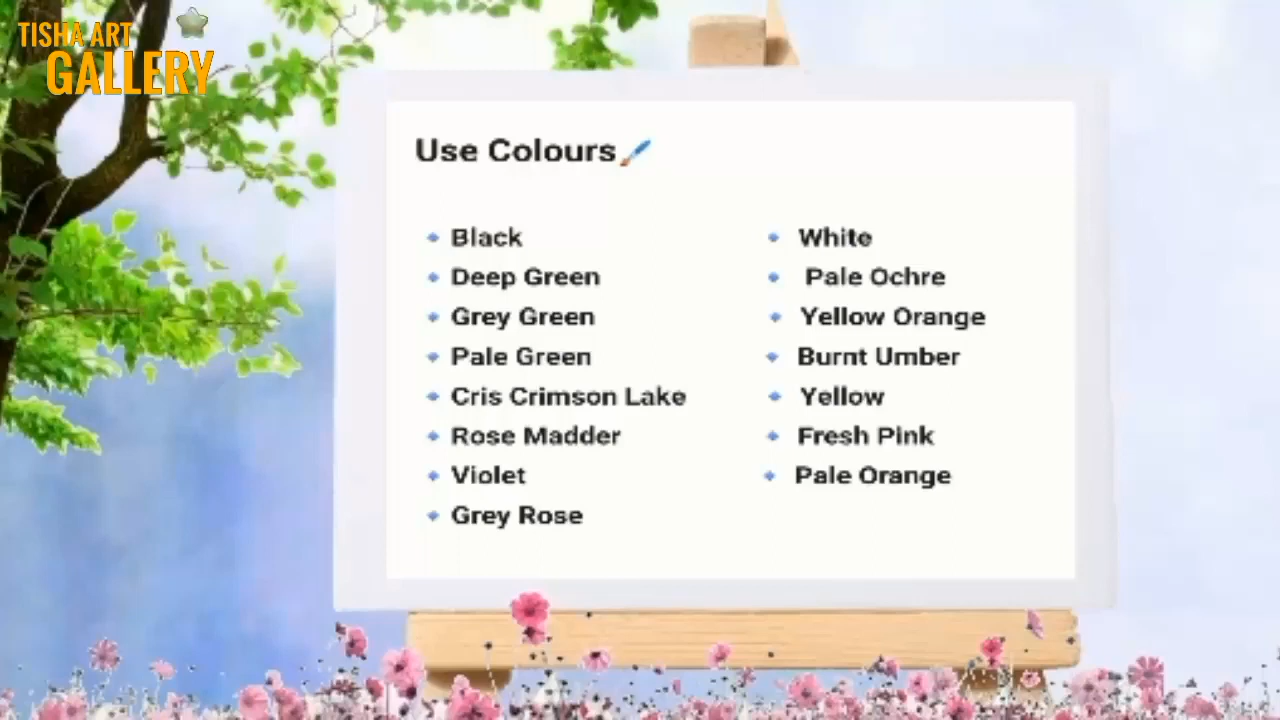 TISHA ART
GALLERY
Use Colours
Black
Deep Green
Grey Green
Pale Green
Cris Crimson Lake
Rose Madder
Violet
Grey Rose
White
Pale Ochre
Yellow Orange
Burnt Umber
Yellow
Fresh Pink
Pale Orange